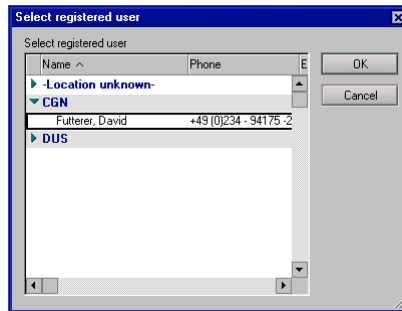 Select registered user
Select registered user
Name Phone E
OK
-Location unknown-
Cancel
CGN
Futterer, David +49 (0)234 - 94175 -2
DUS